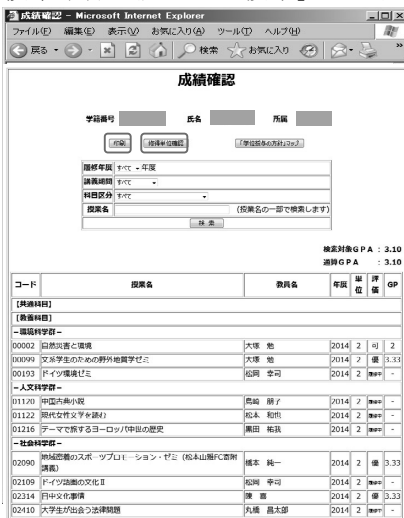 成績確認 - Microsoft Internet Explorer
ファイル(F) 編集(E) 表示(V) お気に入り(A) ツール(T) ヘルプ(H)
戻る 検索 お気に入り
成績確認
学籍番号 氏名 所属
印刷 修得単位確認 「学位授与の方針」マップ
履修年度 すべて 年度
講義期間 すべて
科目区分 すべて
授業名 (授業名の一部で検索します)
検索
検索対象GPA : 3.10
通算GPA : 3.10
コード 授業名 教員名 年度 単位 評価 GP
【共通科目】
【教養科目】
－環境科学群－
00002 自然災害と環境 大塚 勉 2014 2 可 2
00099 文系学生のための野外地質学ゼミ 大塚 勉 2014 2 優 3.33
00193 ドイツ環境ゼミ 松岡 幸司 2014 2 履修中 -
－人文科学群－
01120 中国古典小説 2014 2 履修中 -
01122 現代女性文学を読む 松本 和也 2014 2 履修中 -
01216 テーマで旅するヨーロッパ中世の歴史 黒田 祐我 2014 2 履修中 -
－社会科学群－
02090 地域密着のスポーツプロモーション・ゼミ（松本山雅FC寄附講義） 橋本 純一 2014 2 優 3.33
02109 ドイツ語圏の文化Ⅱ 松岡 幸司 2014 2 履修中 -
02314 日中文化事情 陳 2014 2 優 3.33
02410 大学生が出会う法律問題 丸橋 昌太郎 2014 2 履修中 -